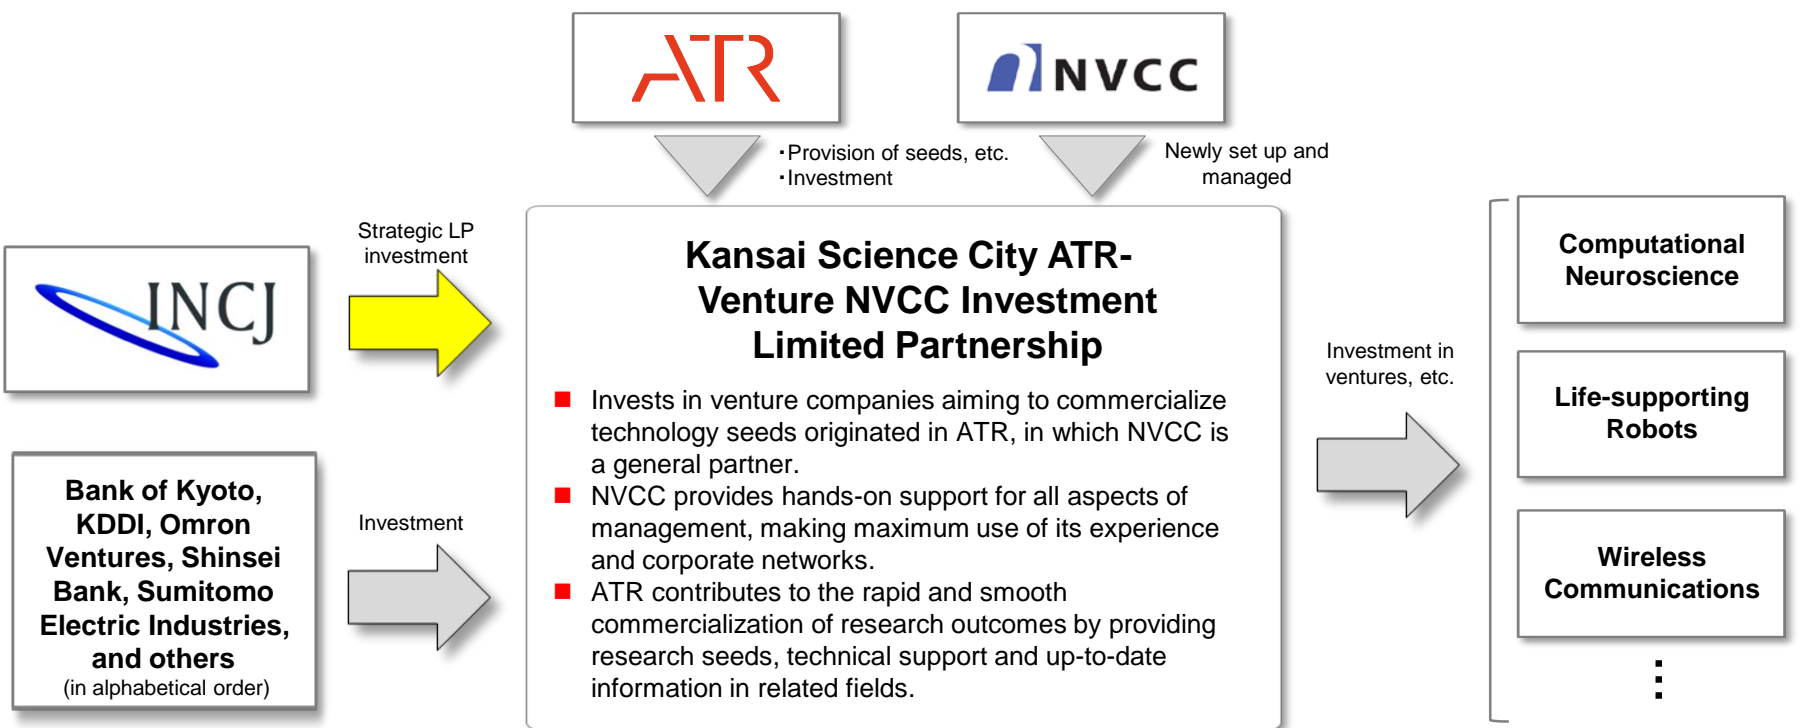 ATR
NVCC
・Provision of seeds, etc.
・Investment
Newly set up and
managed
Strategic LP
investment
INCJ
Kansai Science City ATR-
Venture NVCC Investment
Limited Partnership
Invests in venture companies aiming to commercialize
technology seeds originated in ATR, in which NVCC is
a general partner.
NVCC provides hands-on support for all aspects of
management, making maximum use of its experience
and corporate networks.
ATR contributes to the rapid and smooth
commercialization of research outcomes by providing
research seeds, technical support and up-to-date
information in related fields.
Bank of Kyoto,
KDDI, Omron
Ventures, Shinsei
Bank, Sumitomo
Electric Industries,
and others
(in alphabetical order)
Investment
Investment in
ventures, etc.
Computational
Neuroscience
Life-supporting
Robots
Wireless
Communications
⋮